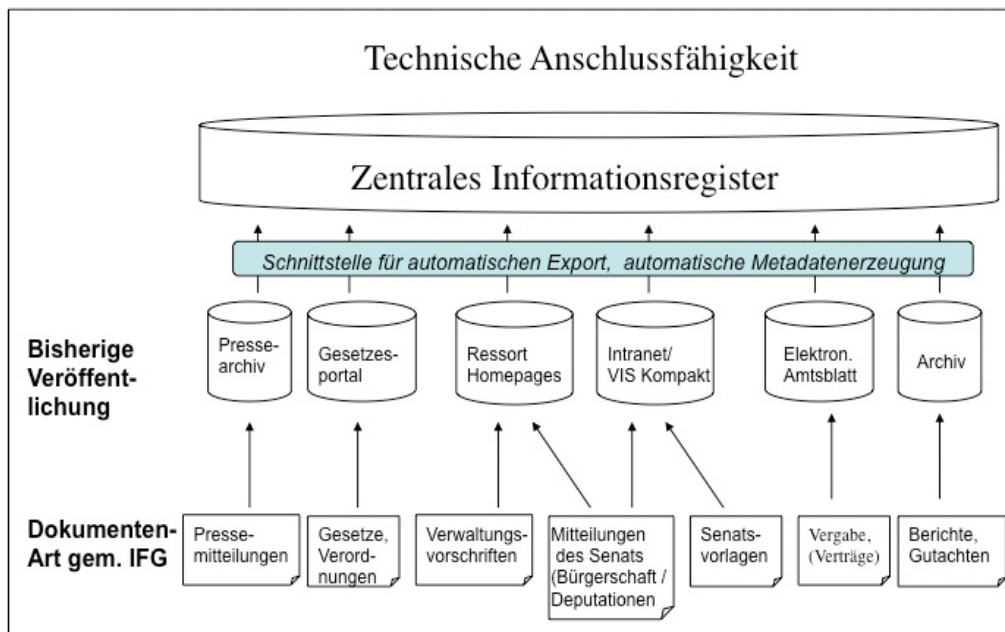 Technische Anschlussfähigkeit
Zentrales Informationsregister
Schnittstelle für automatischen Export, automatische Metadatenerzeugung
Bisherige
Veröffent-
lichung
Presse-
archiv
Gesetzes-
portal
Ressort
Homepages
Intranet/
VIS Kompakt
Elektron.
Amtsblatt
Archiv
Dokumenten-
Art gem. IFG
Presse-
mitteilungen
Gesetze,
Verord-
nungen
Verwaltungs-
vorschriften
Mitteilungen
des Senats
(Bürgerschaft /
Deputationen
Senats-
vorlagen
Vergabe,
(Verträge)
Berichte,
Gutachten